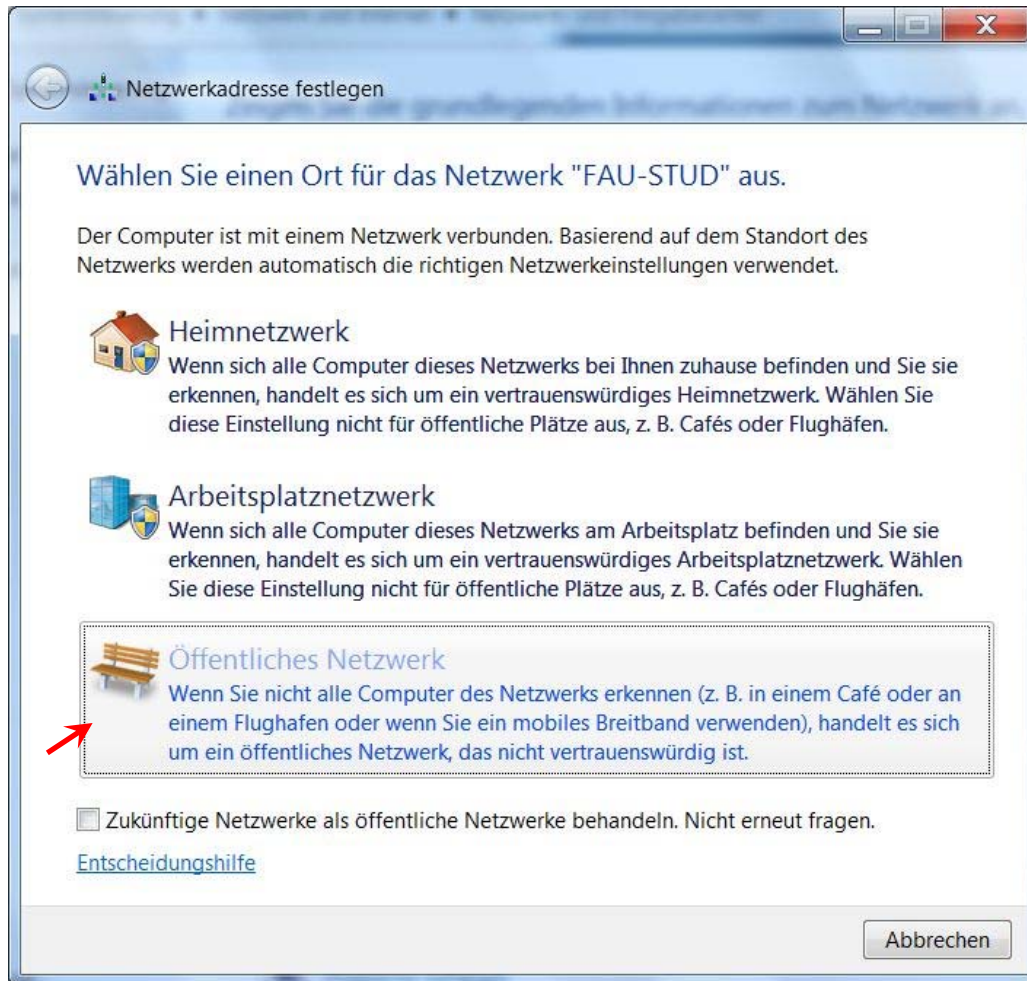 Netzwerkadresse festlegen
Wählen Sie einen Ort für das Netzwerk "FAU-STUD" aus.
Der Computer ist mit einem Netzwerk verbunden. Basierend auf dem Standort des
Netzwerks werden automatisch die richtigen Netzwerkeinstellungen verwendet.
Heimnetzwerk
Wenn sich alle Computer dieses Netzwerks bei Ihnen zuhause befinden und Sie sie
erkennen, handelt es sich um ein vertrauenswürdiges Heimnetzwerk. Wählen Sie
diese Einstellung nicht für öffentliche Plätze aus, z. B. Cafés oder Flughäfen.
Arbeitsplatznetzwerk
Wenn sich alle Computer dieses Netzwerks am Arbeitsplatz befinden und Sie sie
erkennen, handelt es sich um ein vertrauenswürdiges Arbeitsplatznetzwerk. Wählen
Sie diese Einstellung nicht für öffentliche Plätze aus, z. B. Cafés oder Flughäfen.
Öffentliches Netzwerk
Wenn Sie nicht alle Computer des Netzwerks erkennen (z. B. in einem Café oder an
einem Flughafen oder wenn Sie ein mobiles Breitband verwenden), handelt es sich
um ein öffentliches Netzwerk, das nicht vertrauenswürdig ist.
Zukünftige Netzwerke als öffentliche Netzwerke behandeln. Nicht erneut fragen.
Entscheidungshilfe
Abbrechen